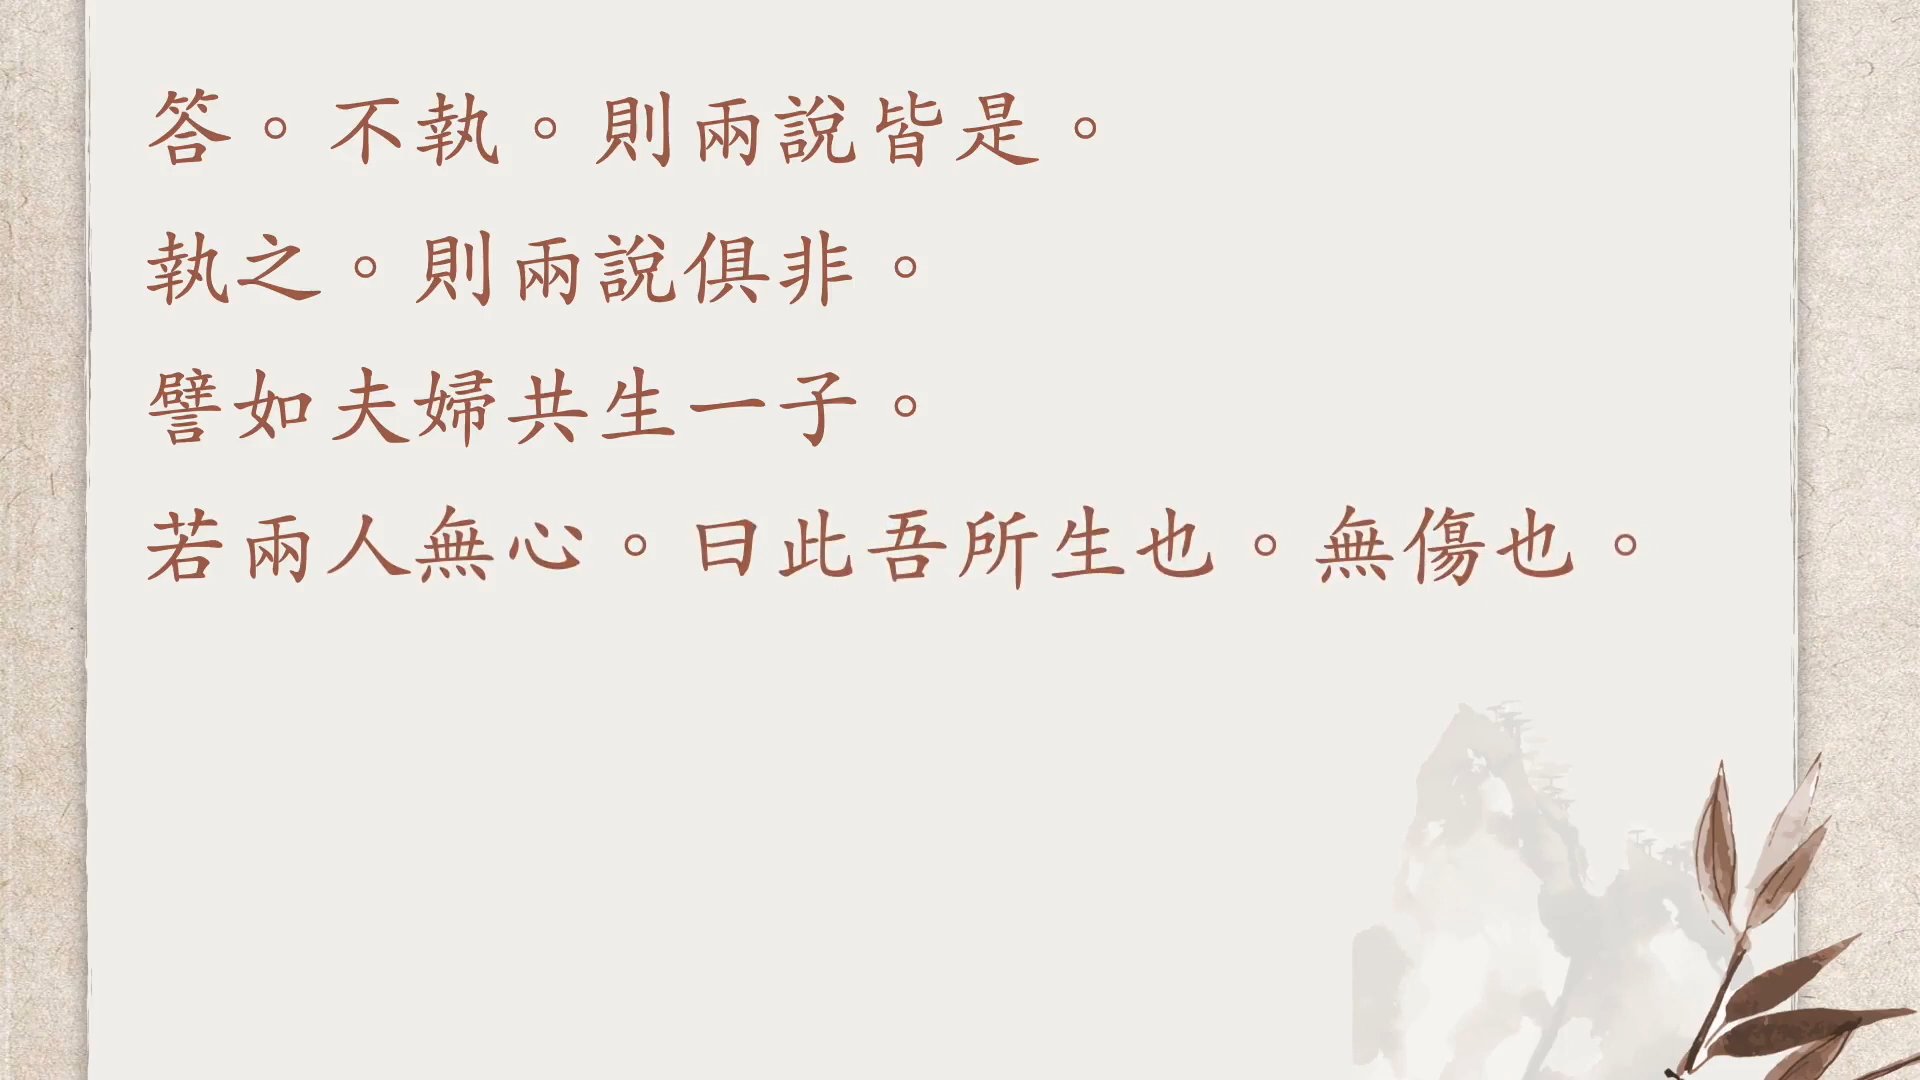 答。不執。則兩說皆是。
執之。則兩說俱非。
譬如夫婦共生一子。
若兩人無心。曰此吾所生也。無傷也。